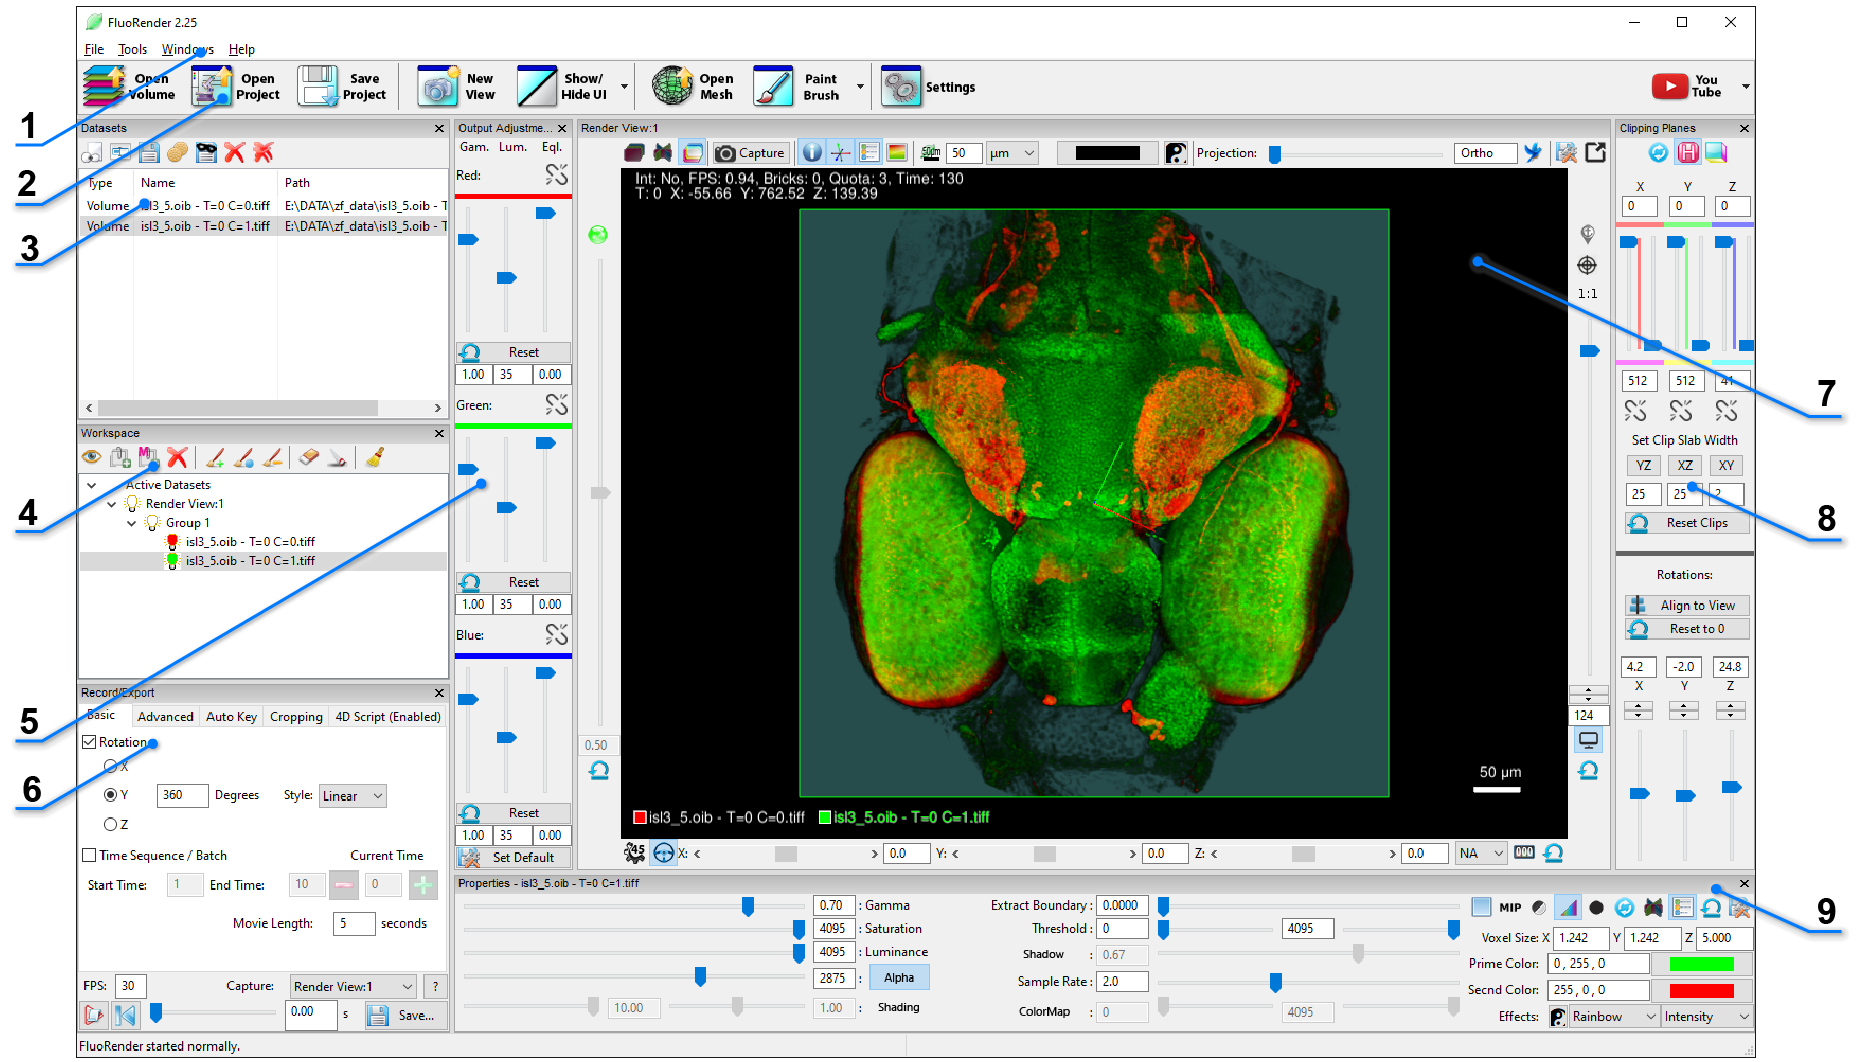 FluoRender 2.25
File Tools Windows Help
Open Volume
Open Project
Save Project
New View
Show/ Hide UI
Open Mesh
Paint Brush
Settings
You Tube
1
2
3
4
5
6
7
8
9
Datasets
Type Name Path
Volume isl3_5.oib - T=0 C=0.tiff E:\DATA\zf_data\isl3_5.oib - T
Volume isl3_5.oib - T=0 C=1.tiff E:\DATA\zf_data\isl3_5.oib - T
Workspace
Active Datasets
Render View:1
Group 1
isl3_5.oib - T=0 C=0.tiff
isl3_5.oib - T=0 C=1.tiff
Record/Export
Basic Advanced Auto Key Cropping 4D Script (Enabled)
Rotation
X
Y 360 Degrees Style: Linear
Z
Time Sequence / Batch Current Time
Start Time: 1 End Time: 10 0
Movie Length: 5 seconds
FPS: 30 Capture: Render View:1 ?
0.00 s Save...
FluoRender started normally.
Output Adjustme...
Gam. Lum. Eql.
Red:
Reset
1.00 35 0.00
Green:
Reset
1.00 35 0.00
Blue:
Reset
1.00 35 0.00
Set Default
Render View:1
Capture 50 μm Projection: Ortho
Int: No, FPS: 0.94, Bricks: 0, Quota: 3, Time: 130
T: 0 X: -55.66 Y: 762.52 Z: 139.39
0.50
1:1
124
50 μm
isl3_5.oib - T=0 C=0.tiff isl3_5.oib - T=0 C=1.tiff
45 X: 0.0 Y: 0.0 Z: 0.0 NA 000
Clipping Planes
X Y Z
0 0 0
512 512 41
Set Clip Slab Width
YZ XZ XY
25 25 2
Reset Clips
Rotations:
Align to View
Reset to 0
4.2 -2.0 24.8
X Y Z
Properties - isl3_5.oib - T=0 C=1.tiff
0.70 : Gamma
4095 : Saturation
4095 : Luminance
2875 : Alpha
10.00 1.00 : Shading
Extract Boundary : 0.0000
Threshold : 0 4095
Shadow : 0.67
Sample Rate : 2.0
ColorMap : 0 4095
MIP
Voxel Size: X 1.242 Y 1.242 Z 5.000
Prime Color: 0 , 255 , 0
Secnd Color: 255 , 0 , 0
Effects: Rainbow Intensity